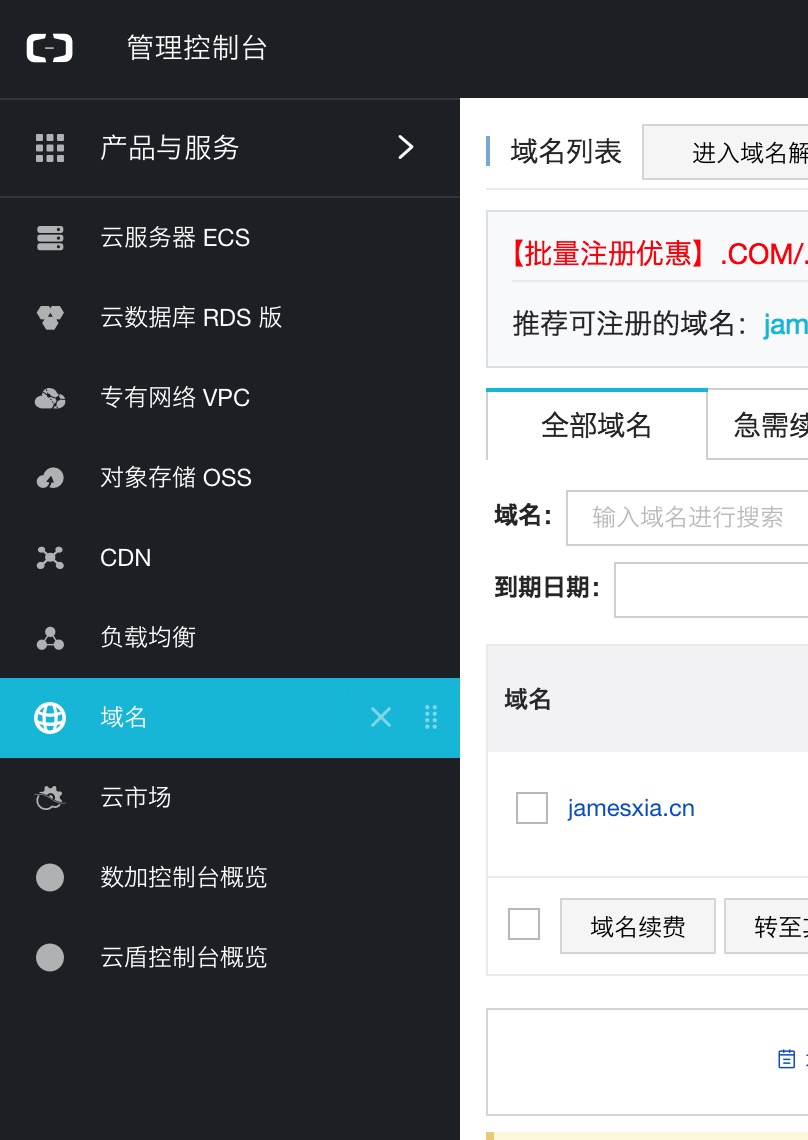 管理控制台
产品与服务
云服务器 ECS
云数据库 RDS 版
专有网络 VPC
对象存储 OSS
CDN
负载均衡
域名
云市场
数加控制台概览
云盾控制台概览
域名列表 进入域名解
【批量注册优惠】.COM/.
推荐可注册的域名： jam
全部域名 急需续
域名： 输入域名进行搜索
到期日期：
域名
jamesxia.cn
域名续费 转至